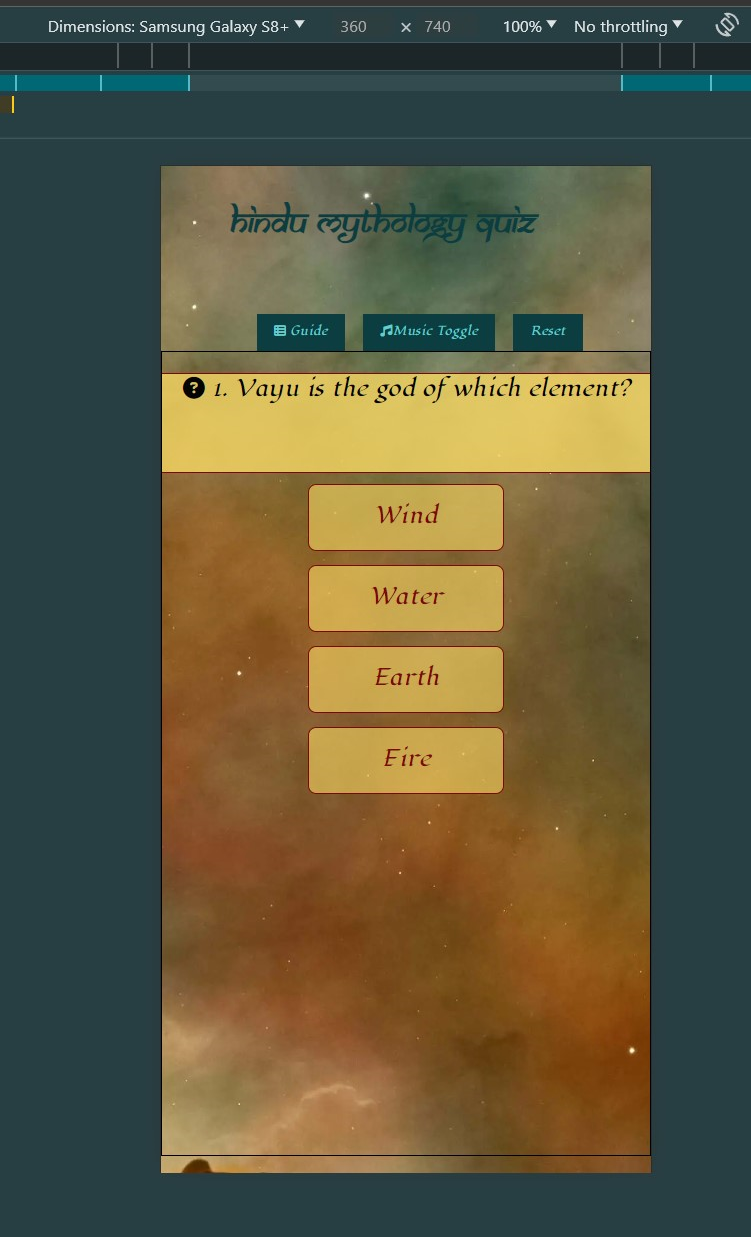 Dimensions: Samsung Galaxy S8+ 360 × 740 100% No throttling
Hindu Mythology Quiz
Guide Music Toggle Reset
1. Vayu is the god of which element?
Wind
Water
Earth
Fire